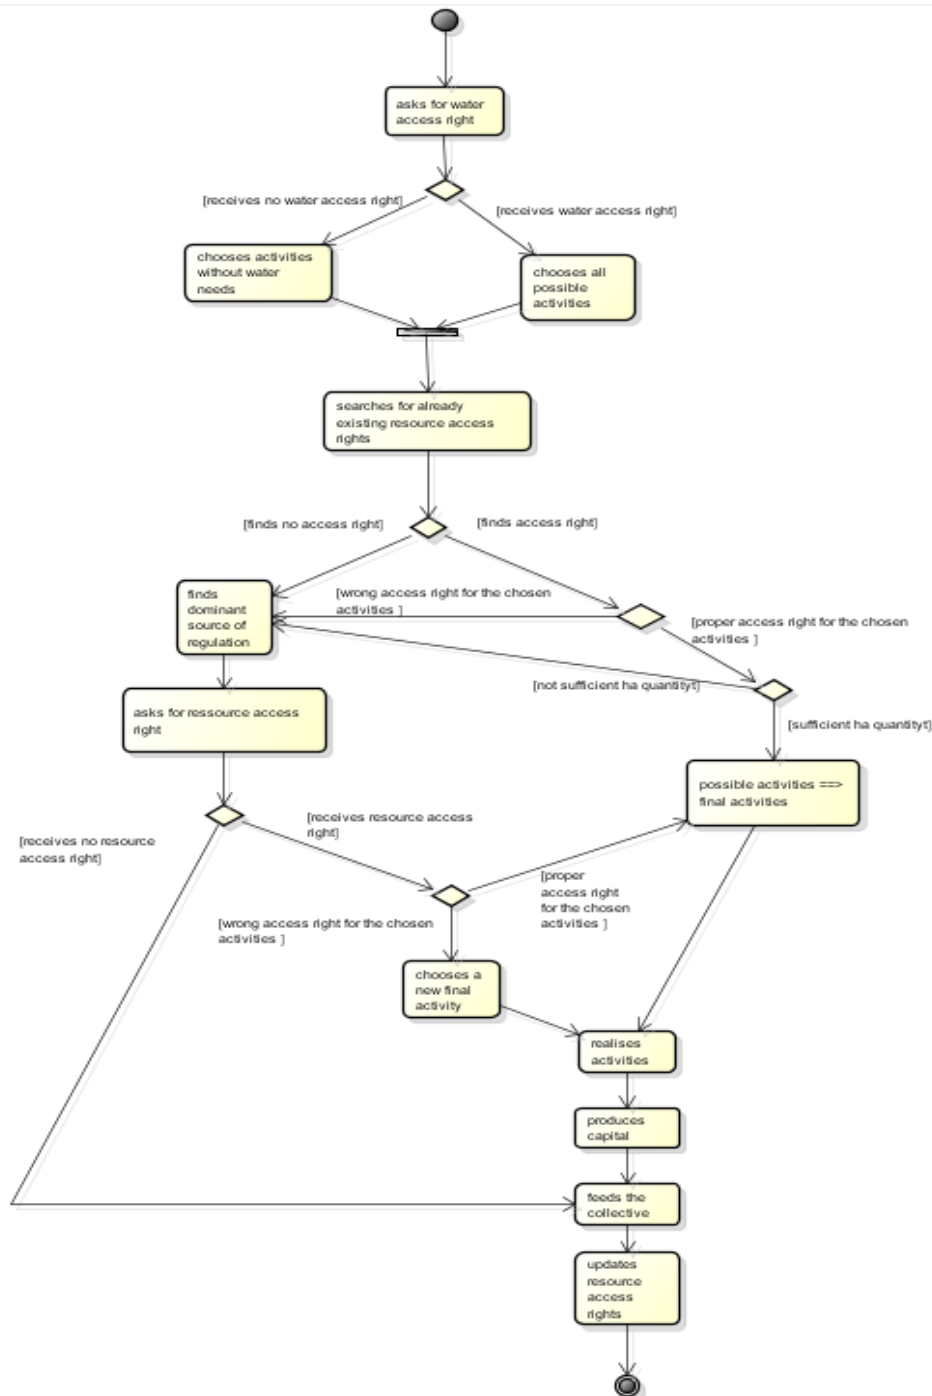 asks for water
access right
[receives no water access right]
[receives water access right]
chooses activities
without water
needs
chooses all
possible
activities
searches for already
existing resource access
rights
[finds no access right]
[finds access right]
finds
dominant
source of
regulation
[wrong access right for the chosen
activities ]
[proper access right for the chosen
activities ]
[not sufficient ha quantityt]
[sufficient ha quantityt]
asks for ressource access
right
possible activities ==>
final activities
[receives no resource
access right]
[receives resource access
right]
[proper
access right
for the chosen
activities ]
[wrong access right for the chosen
activities ]
chooses a
new final
activity
realises
activities
produces
capital
feeds the
collective
updates
resource
access
rights